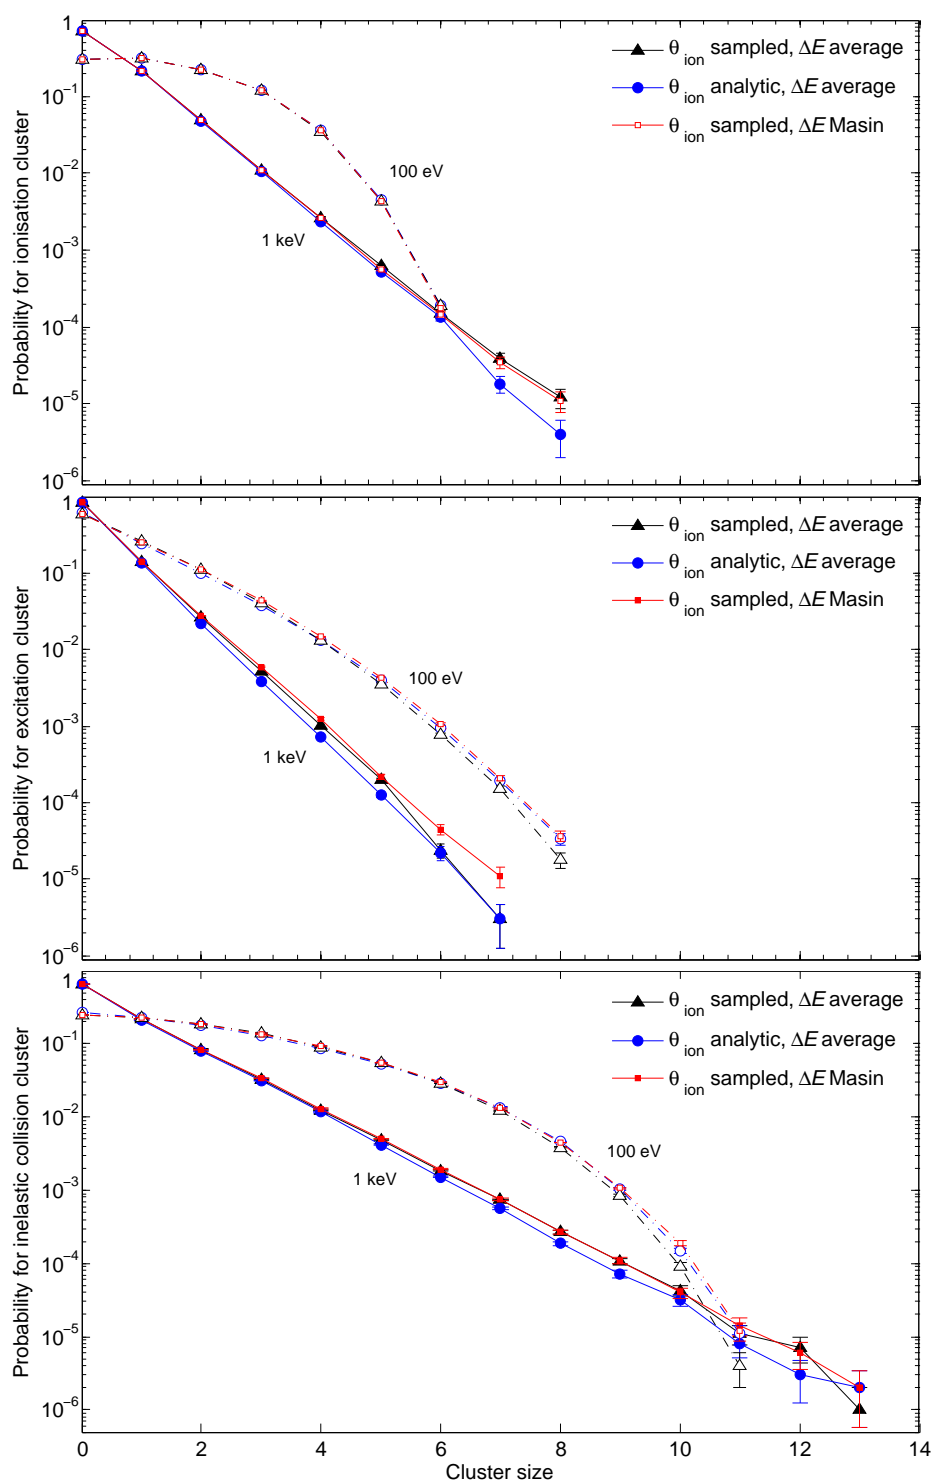 Probability for ionisation cluster
1
10⁻¹
10⁻²
10⁻³
10⁻⁴
10⁻⁵
10⁻⁶
θ ion sampled, ΔE average
θ ion analytic, ΔE average
θ ion sampled, ΔE Masin
100 eV
1 keV
Probability for excitation cluster
1
10⁻¹
10⁻²
10⁻³
10⁻⁴
10⁻⁵
10⁻⁶
θ ion sampled, ΔE average
θ ion analytic, ΔE average
θ ion sampled, ΔE Masin
100 eV
1 keV
Probability for inelastic collision cluster
1
10⁻¹
10⁻²
10⁻³
10⁻⁴
10⁻⁵
10⁻⁶
θ ion sampled, ΔE average
θ ion analytic, ΔE average
θ ion sampled, ΔE Masin
100 eV
1 keV
0 2 4 6 8 10 12 14
Cluster size